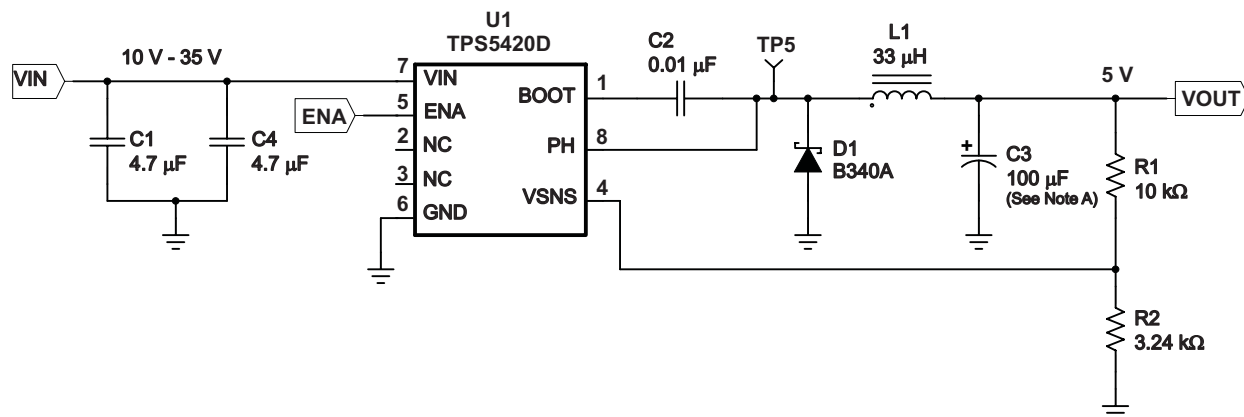 U1
TPS5420D
10 V - 35 V
VIN
C1
4.7 µF
C4
4.7 µF
ENA
7
VIN
5
ENA
2
NC
3
NC
6
GND
BOOT
1
PH
8
VSNS
4
C2
0.01 µF
TP5
L1
33 µH
D1
B340A
+
C3
100 µF
(See Note A)
5 V
VOUT
R1
10 kΩ
R2
3.24 kΩ